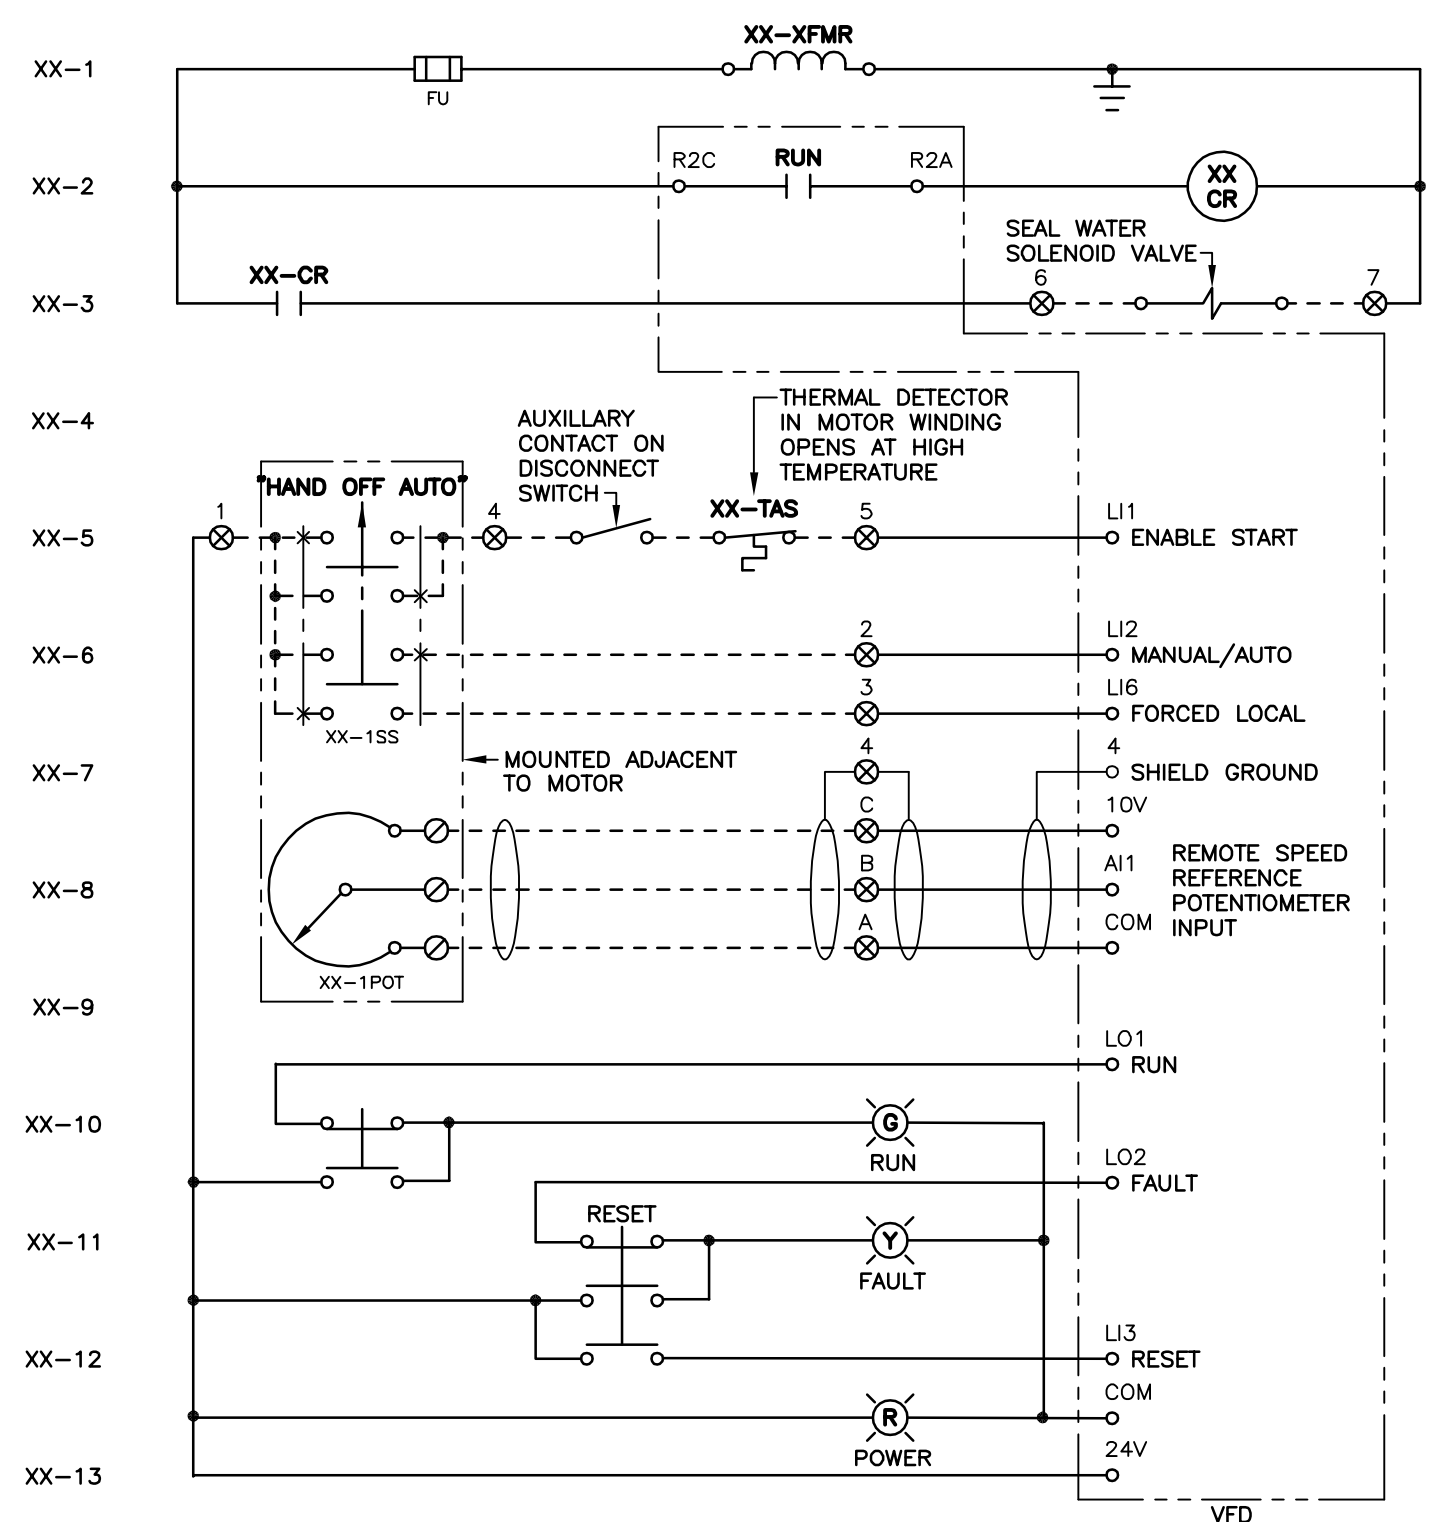 XX-XFMR
XX-1
FU
R2C RUN R2A
XX-2
XX
CR
SEAL WATER
SOLENOID VALVE
XX-CR
6 7
XX-3
THERMAL DETECTOR
IN MOTOR WINDING
OPENS AT HIGH
TEMPERATURE
XX-4
AUXILLARY
CONTACT ON
DISCONNECT
SWITCH
"HAND OFF AUTO"
1 4 XX-TAS 5 LI1
XX-5 ENABLE START
2 LI2
XX-6 MANUAL/AUTO
3 LI6
FORCED LOCAL
XX-1SS
MOUNTED ADJACENT
TO MOTOR
4 4
XX-7 SHIELD GROUND
C 10V
B AI1
XX-8
REMOTE SPEED
REFERENCE
POTENTIOMETER
INPUT
A COM
XX-1POT
XX-9
LO1
RUN
XX-10 G
RUN
LO2
FAULT
RESET
XX-11 Y
FAULT
LI3
XX-12 RESET
COM
R
POWER
24V
XX-13
VFD